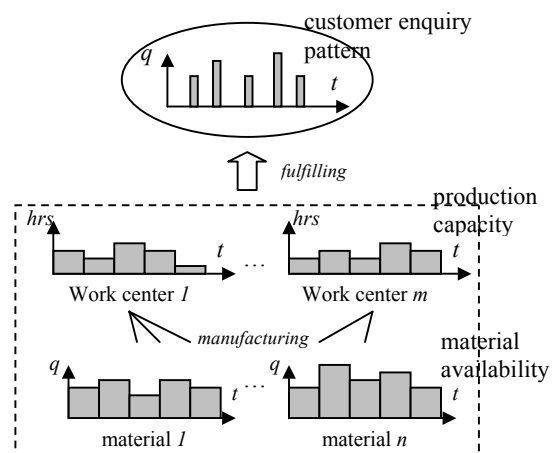 customer enquiry
pattern
q
t
fulfilling
production
capacity
hrs
t
...
hrs
t
Work center 1
Work center m
manufacturing
material
availability
q
t
...
q
t
material 1
material n